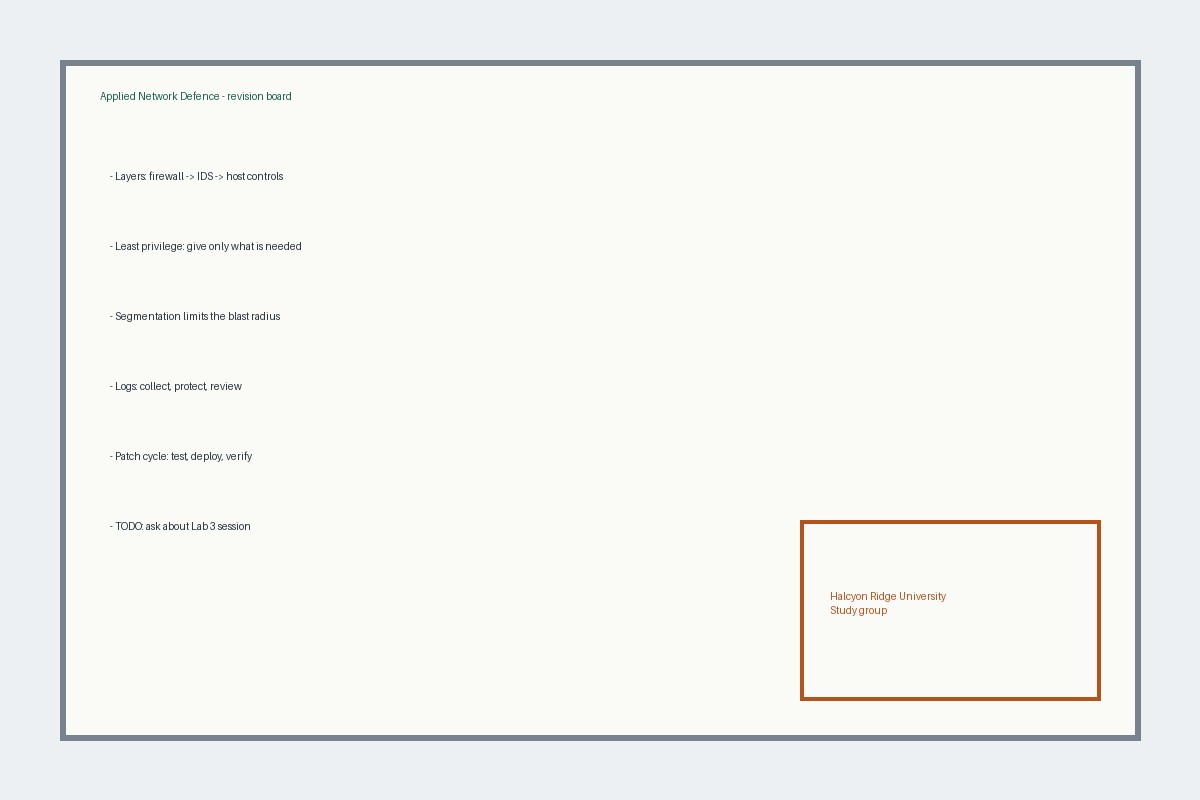 Applied Network Defence - revision board
- Layers: firewall -> IDS -> host controls
- Least privilege: give only what is needed
- Segmentation limits the blast radius
- Logs: collect, protect, review
- Patch cycle: test, deploy, verify
- TODO: ask about Lab 3 session
Halcyon Ridge University
Study group